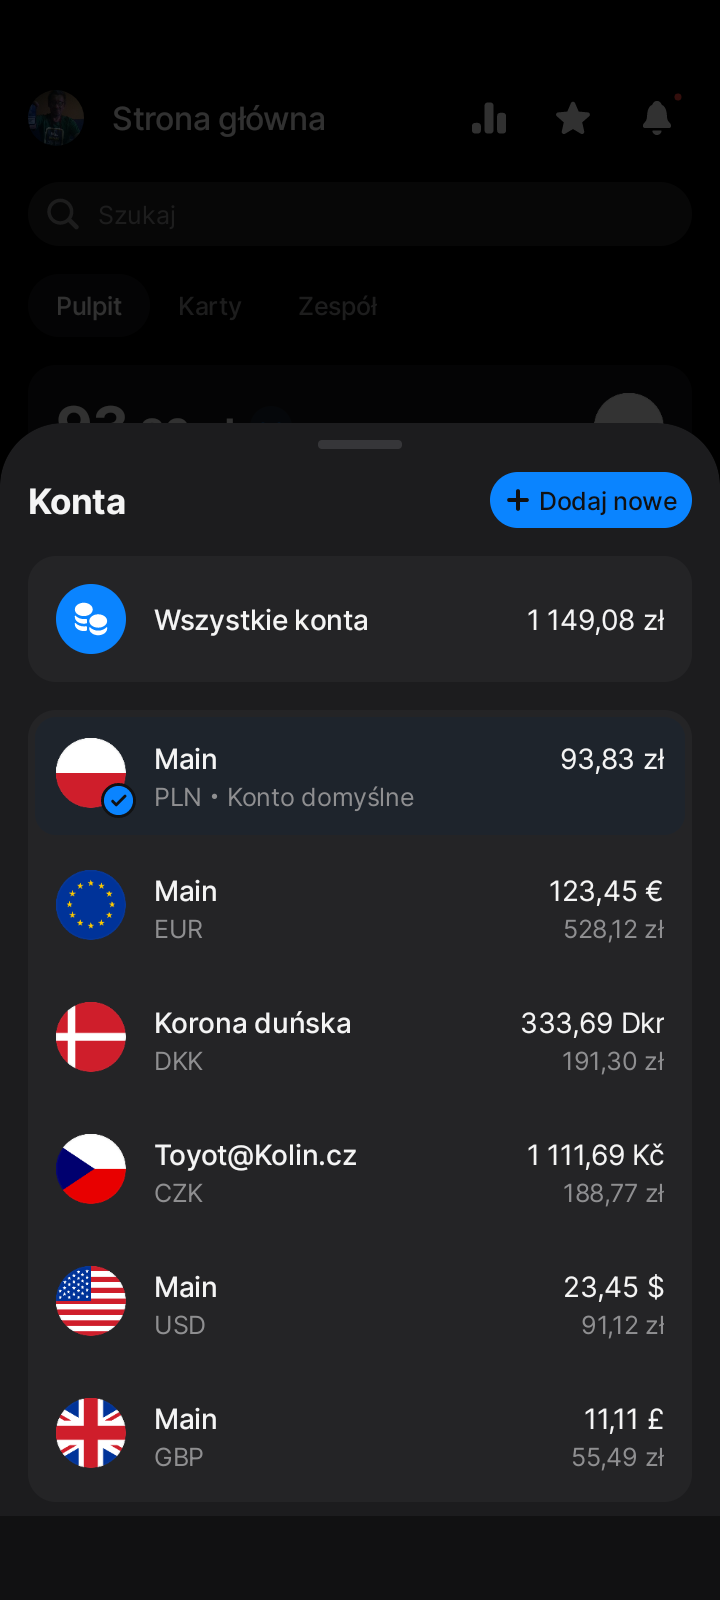 Strona główna
Szukaj
Pulpit Karty Zespół
Konta
+ Dodaj nowe
Wszystkie konta 1 149,08 zł
Main 93,83 zł
PLN • Konto domyślne
Main 123,45 €
EUR 528,12 zł
Korona duńska 333,69 Dkr
DKK 191,30 zł
Toyot@Kolin.cz 1 111,69 Kč
CZK 188,77 zł
Main 23,45 $
USD 91,12 zł
Main 11,11 £
GBP 55,49 zł